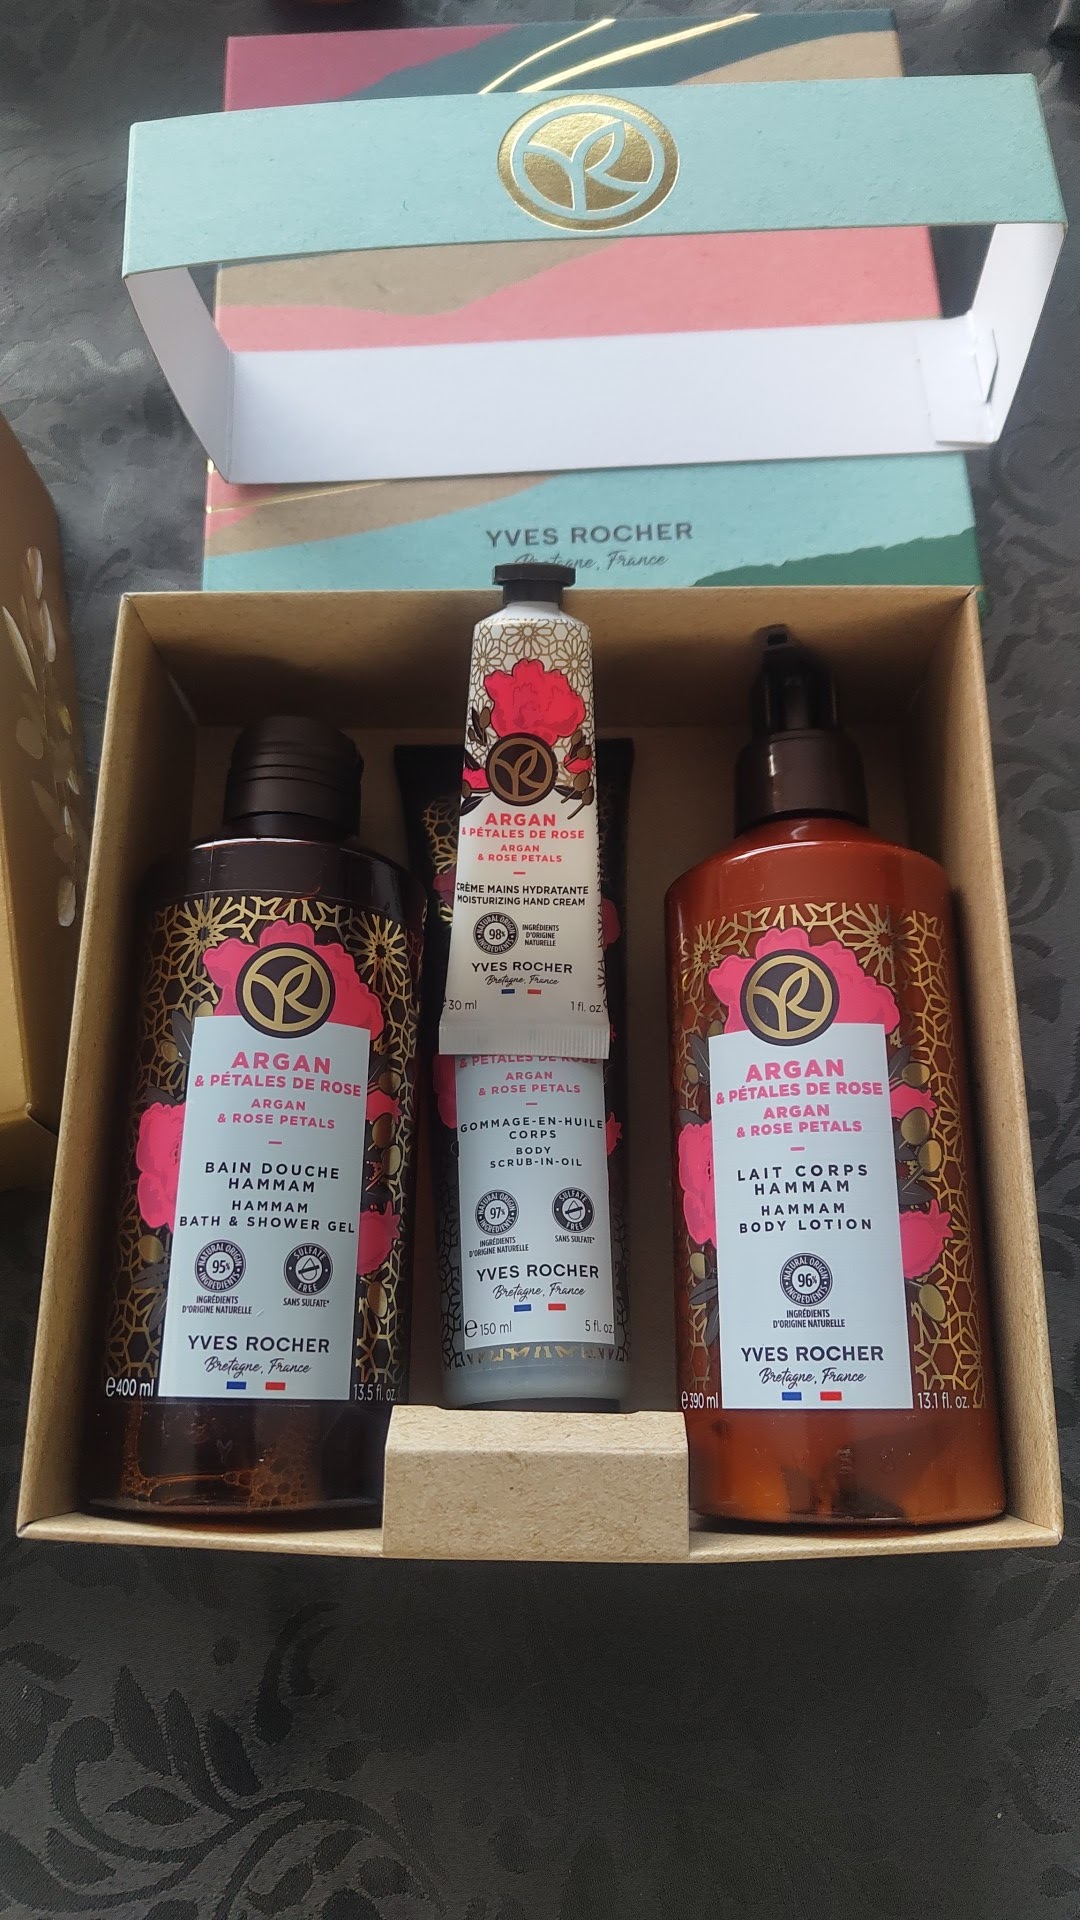 YVES ROCHER
Bretagne, France
ARGAN
& PÉTALES DE ROSE
ARGAN
& ROSE PETALS
CRÈME MAINS HYDRATANTE
MOISTURIZING HAND CREAM
NATURAL ORIGIN
98%
INGREDIENTS
INGRÉDIENTS
D'ORIGINE
NATURELLE
YVES ROCHER
Bretagne, France
30 ml 1 fl. oz.
ARGAN
& PÉTALES DE ROSE
ARGAN
& ROSE PETALS
BAIN DOUCHE
HAMMAM
HAMMAM
BATH & SHOWER GEL
NATURAL ORIGIN
95%
INGREDIENTS
INGRÉDIENTS
D'ORIGINE NATURELLE
SULFATE
FREE
SANS SULFATE*
YVES ROCHER
Bretagne, France
e400 ml 13.5 fl. oz.
& PÉTALES DE ROSE
ARGAN
& ROSE PETALS
GOMMAGE-EN-HUILE
CORPS
BODY
SCRUB-IN-OIL
NATURAL ORIGIN
97%
INGREDIENTS
INGRÉDIENTS
D'ORIGINE NATURELLE
SULFATE
FREE
SANS SULFATE*
YVES ROCHER
Bretagne, France
e 150 ml 5 fl. oz.
ARGAN
& PÉTALES DE ROSE
ARGAN
& ROSE PETALS
LAIT CORPS
HAMMAM
HAMMAM
BODY LOTION
NATURAL ORIGIN
96%
INGREDIENTS
INGRÉDIENTS
D'ORIGINE NATURELLE
YVES ROCHER
Bretagne, France
e390 ml 13.1 fl. oz.